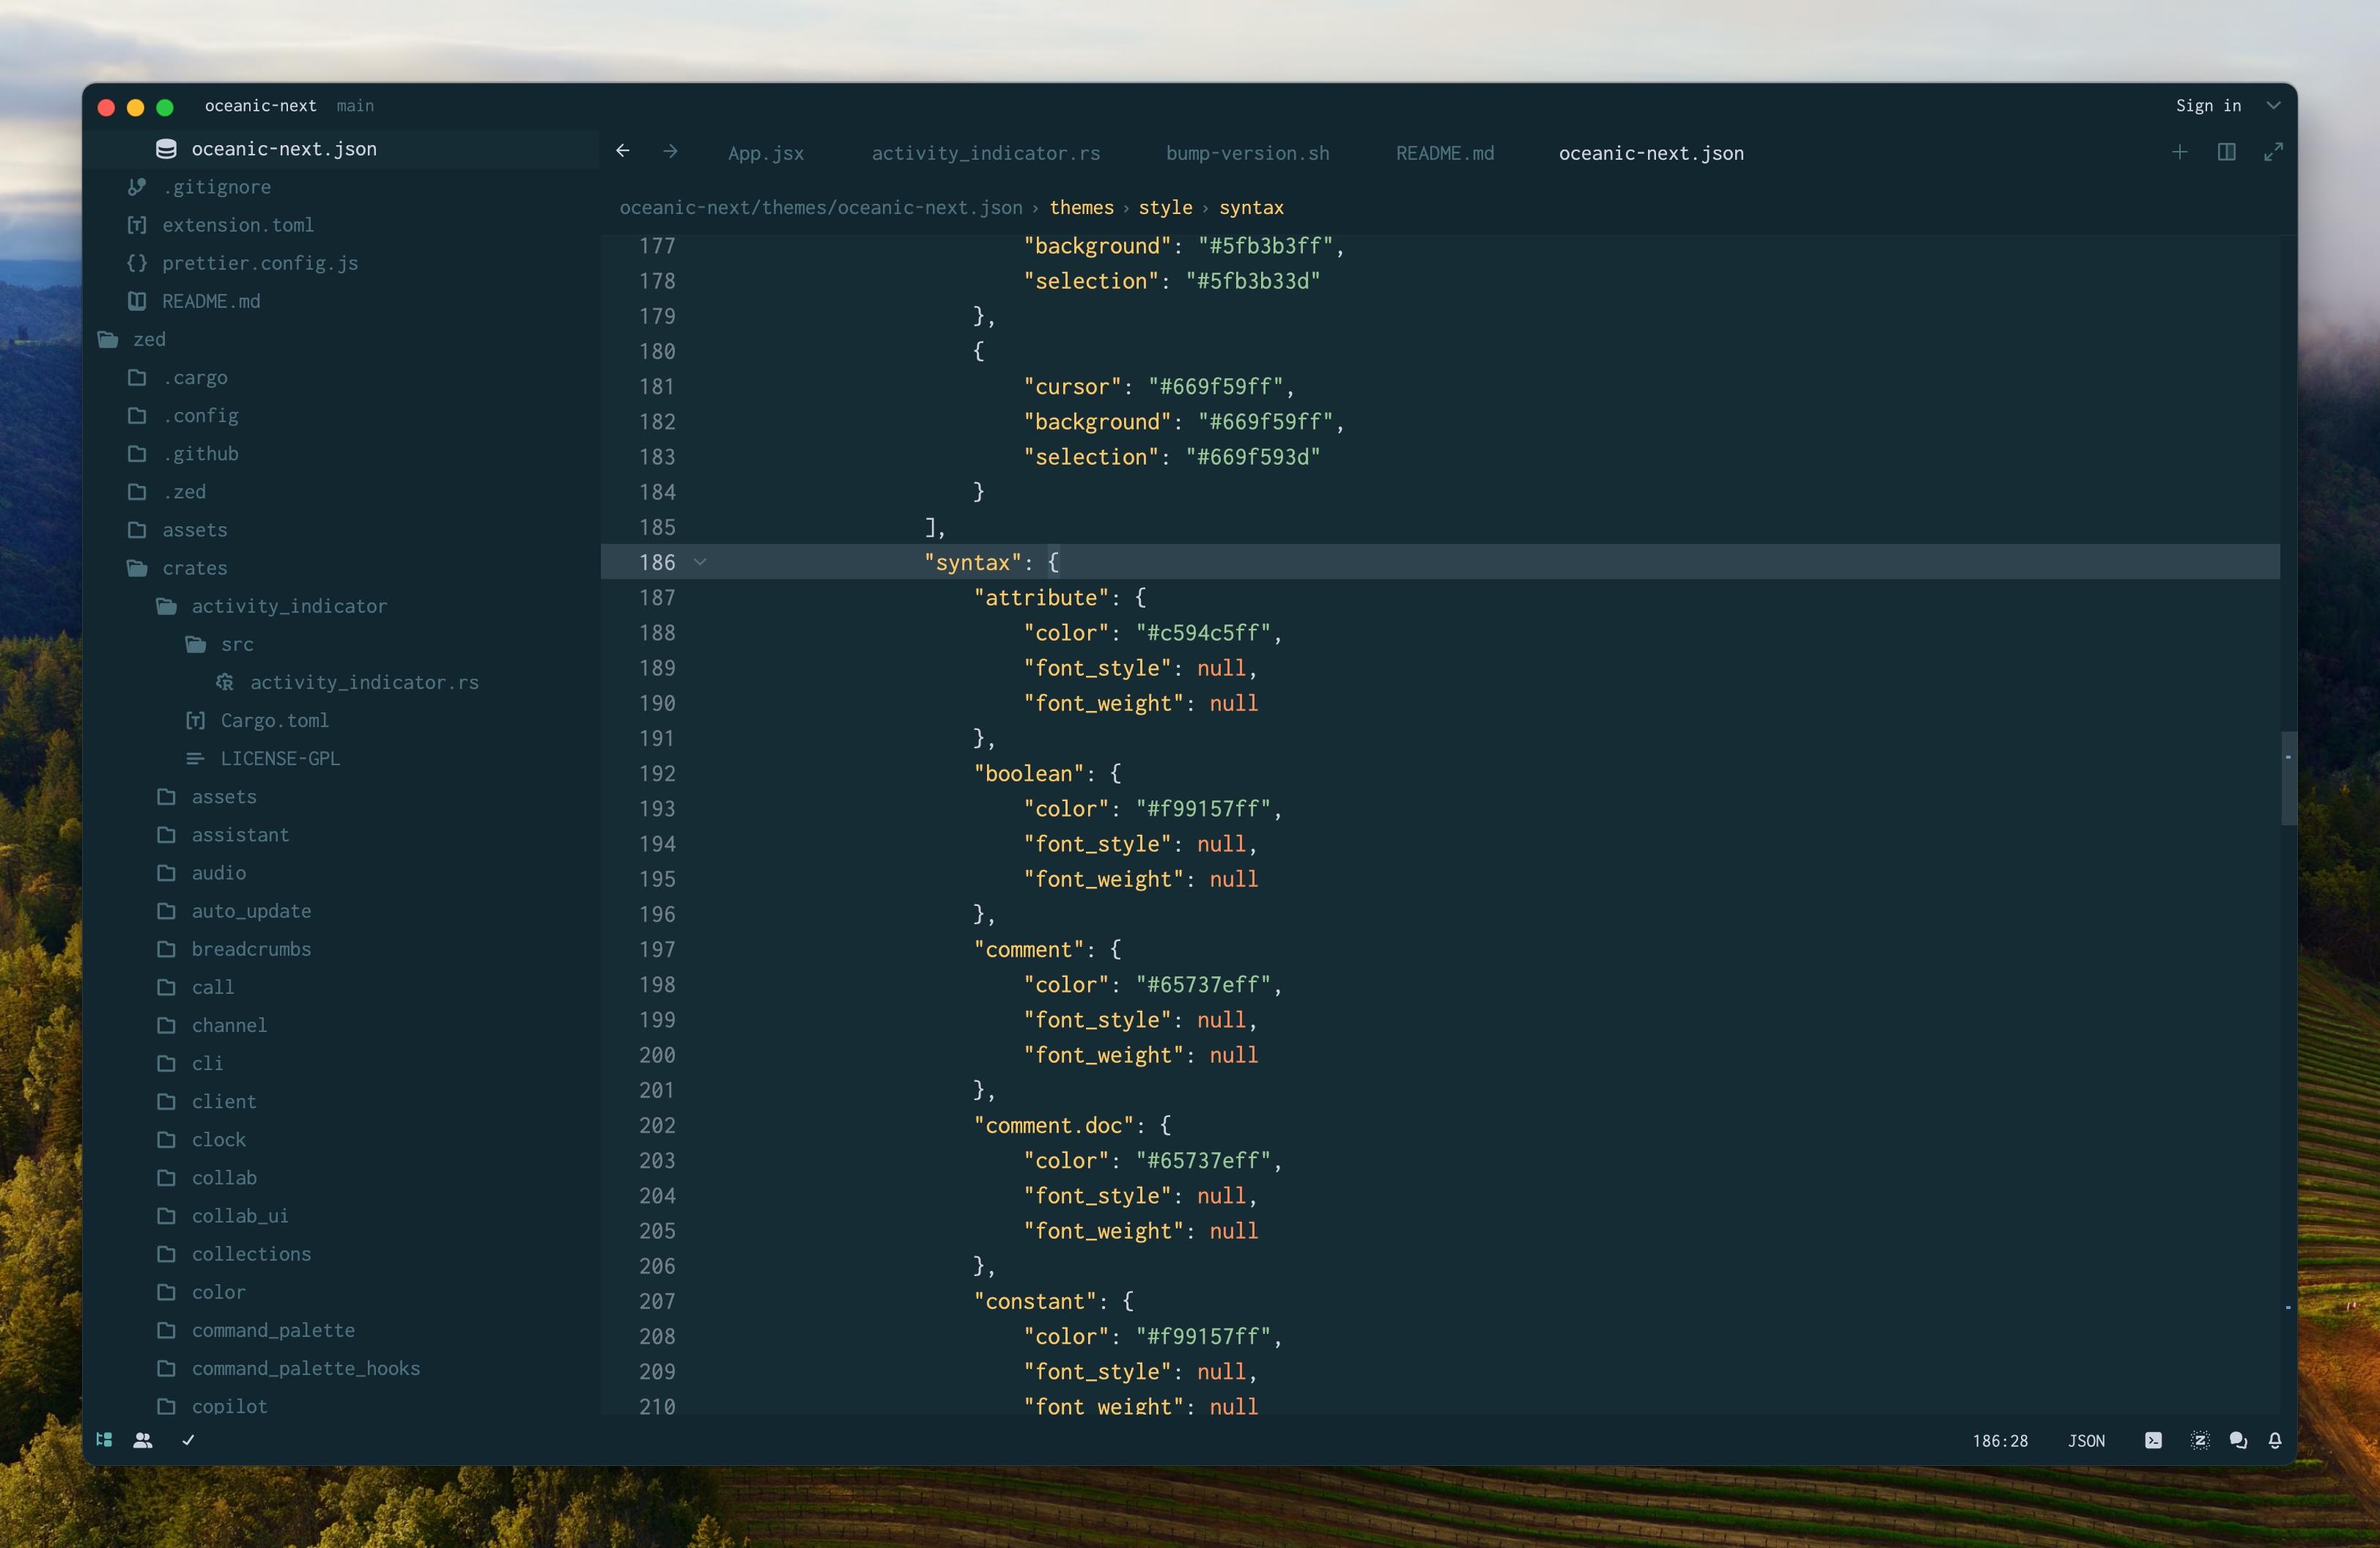 oceanic-next main
Sign in
oceanic-next.json
.gitignore
extension.toml
prettier.config.js
README.md
zed
.cargo
.config
.github
.zed
assets
crates
activity_indicator
src
activity_indicator.rs
Cargo.toml
LICENSE-GPL
assets
assistant
audio
auto_update
breadcrumbs
call
channel
cli
client
clock
collab
collab_ui
collections
color
command_palette
command_palette_hooks
copilot
App.jsx activity_indicator.rs bump-version.sh README.md oceanic-next.json
oceanic-next/themes/oceanic-next.json › themes › style › syntax
177 "background": "#5fb3b3ff",
178 "selection": "#5fb3b33d"
179 },
180 {
181 "cursor": "#669f59ff",
182 "background": "#669f59ff",
183 "selection": "#669f593d"
184 }
185 ],
186 "syntax": {
187 "attribute": {
188 "color": "#c594c5ff",
189 "font_style": null,
190 "font_weight": null
191 },
192 "boolean": {
193 "color": "#f99157ff",
194 "font_style": null,
195 "font_weight": null
196 },
197 "comment": {
198 "color": "#65737eff",
199 "font_style": null,
200 "font_weight": null
201 },
202 "comment.doc": {
203 "color": "#65737eff",
204 "font_style": null,
205 "font_weight": null
206 },
207 "constant": {
208 "color": "#f99157ff",
209 "font_style": null,
210 "font_weight": null
186:28 JSON